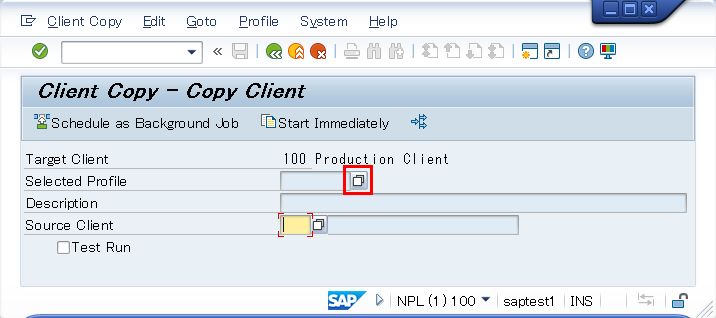 Client Copy Edit Goto Profile System Help
Client Copy - Copy Client
Schedule as Background Job Start Immediately
Target Client 100 Production Client
Selected Profile
Description
Source Client
Test Run
SAP NPL (1) 100 saptest1 INS